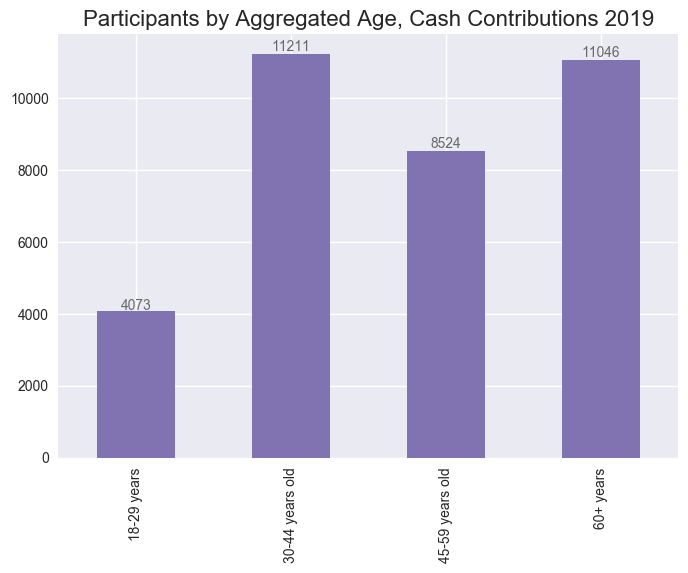 Participants by Aggregated Age, Cash Contributions 2019
11211
11046
10000
8524
8000
6000
4073
4000
2000
0
18-29 years
30-44 years old
45-59 years old
60+ years